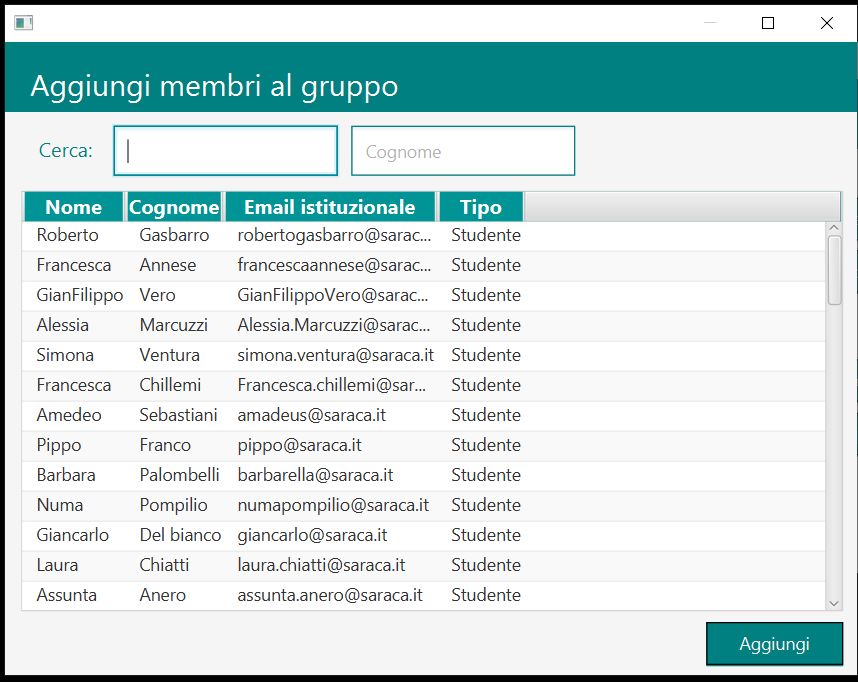 Aggiungi membri al gruppo
Cerca: Cognome
Nome Cognome Email istituzionale Tipo
Roberto Gasbarro robertogasbarro@sarac... Studente
Francesca Annese francescaannese@sarac... Studente
GianFilippo Vero GianFilippoVero@sarac... Studente
Alessia Marcuzzi Alessia.Marcuzzi@sarac... Studente
Simona Ventura simona.ventura@saraca.it Studente
Francesca Chillemi Francesca.chillemi@sar... Studente
Amedeo Sebastiani amadeus@saraca.it Studente
Pippo Franco pippo@saraca.it Studente
Barbara Palombelli barbarella@saraca.it Studente
Numa Pompilio numapompilio@saraca.it Studente
Giancarlo Del bianco giancarlo@saraca.it Studente
Laura Chiatti laura.chiatti@saraca.it Studente
Assunta Anero assunta.anero@saraca.it Studente
Aggiungi